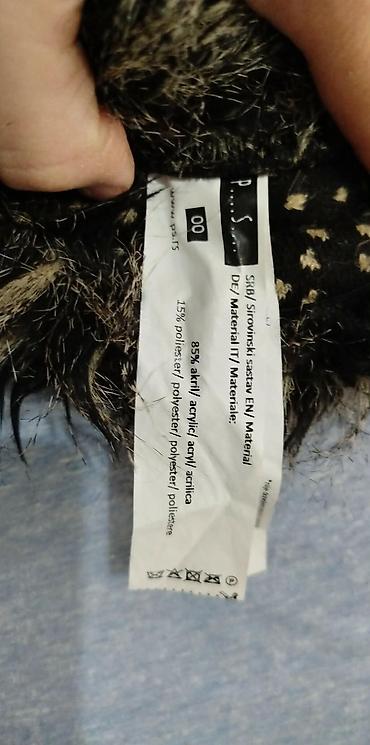 P....S....
00
www.ps.rs
SRB/ Sirovinski sastav EN/ Material
DE/ Material IT/ Materiale:
85% akril/ acrylic/ acryl/ acrilica
15% poliester/ polyester/ polyester/ poliestere